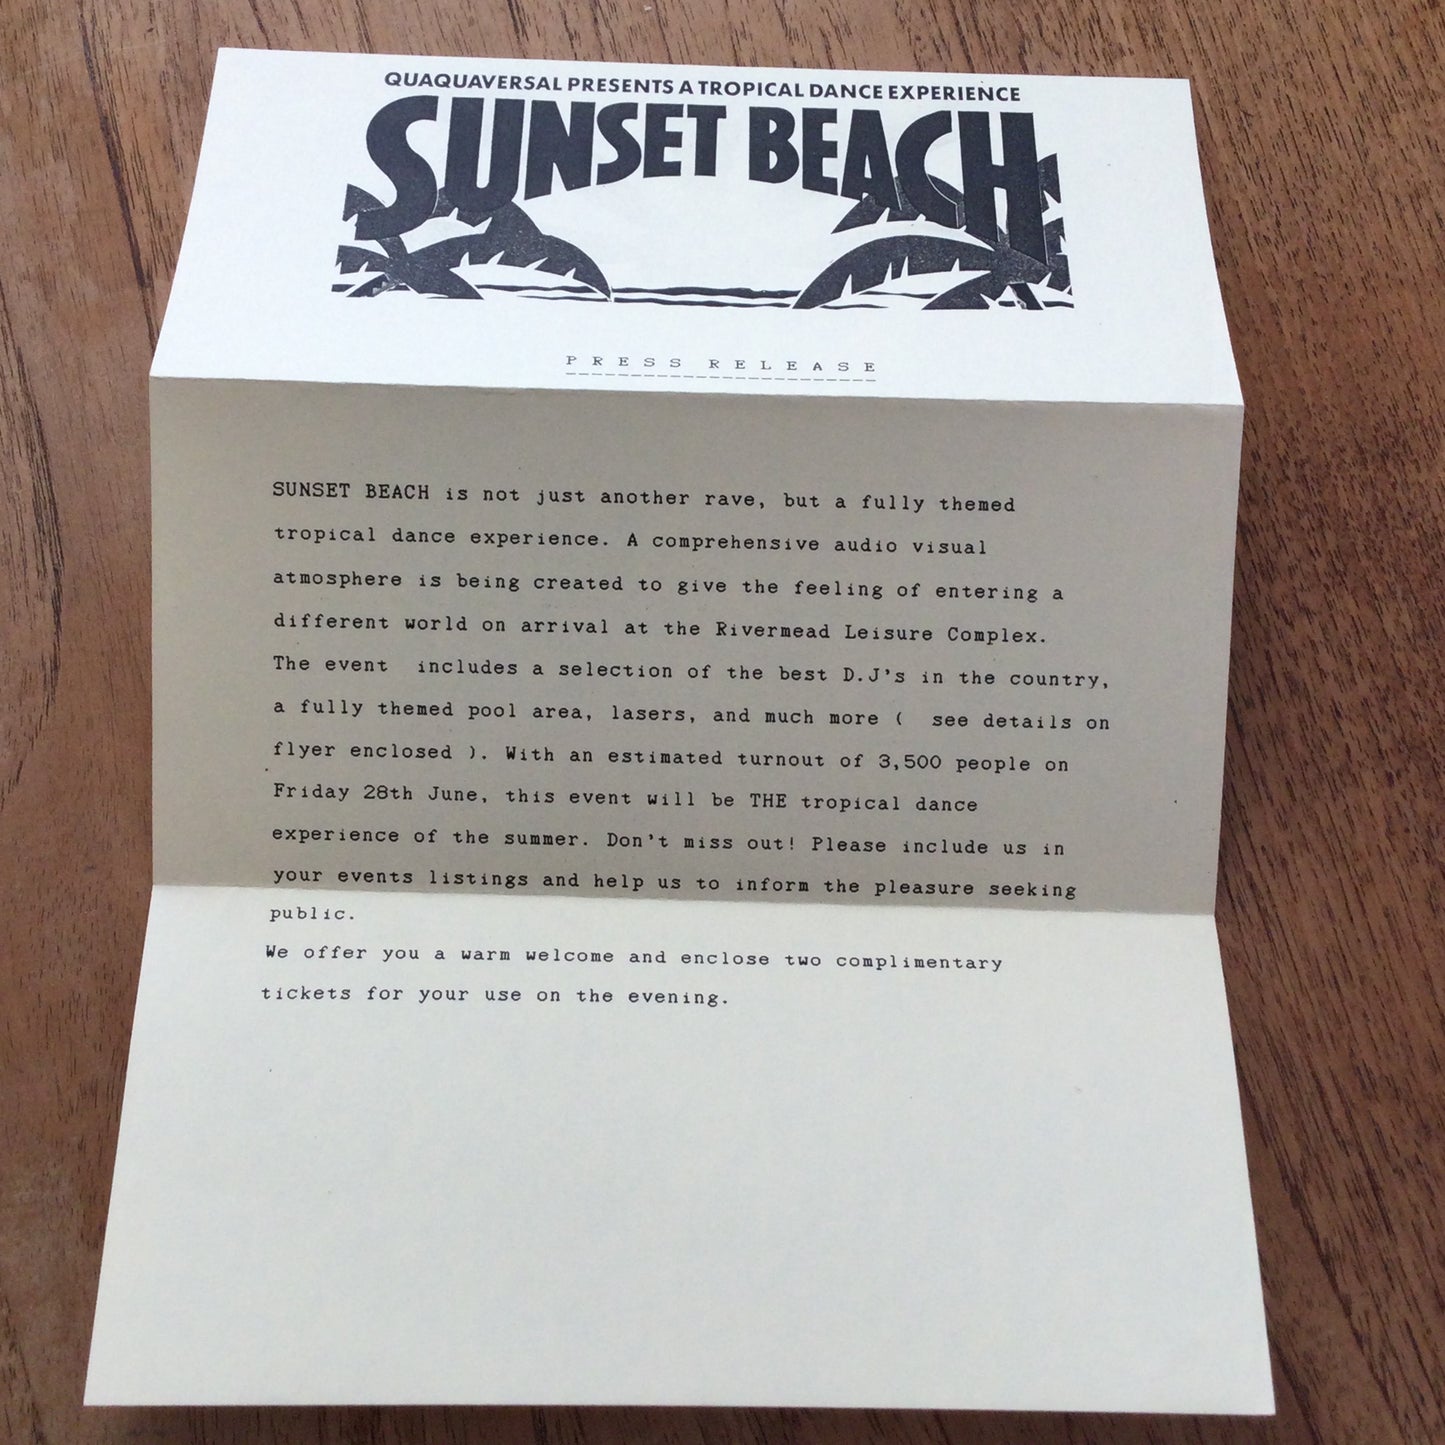 QUAQUAVERSAL PRESENTS A TROPICAL DANCE EXPERIENCE
SUNSET BEACH
PRESS RELEASE
SUNSET BEACH is not just another rave, but a fully themed
tropical dance experience. A comprehensive audio visual
atmosphere is being created to give the feeling of entering a
different world on arrival at the Rivermead Leisure Complex.
The event  includes a selection of the best D.J's in the country,
a fully themed pool area, lasers, and much more (  see details on
flyer enclosed ). With an estimated turnout of 3,500 people on
Friday 28th June, this event will be THE tropical dance
experience of the summer. Don't miss out! Please include us in
your events listings and help us to inform the pleasure seeking
public.
We offer you a warm welcome and enclose two complimentary
tickets for your use on the evening.